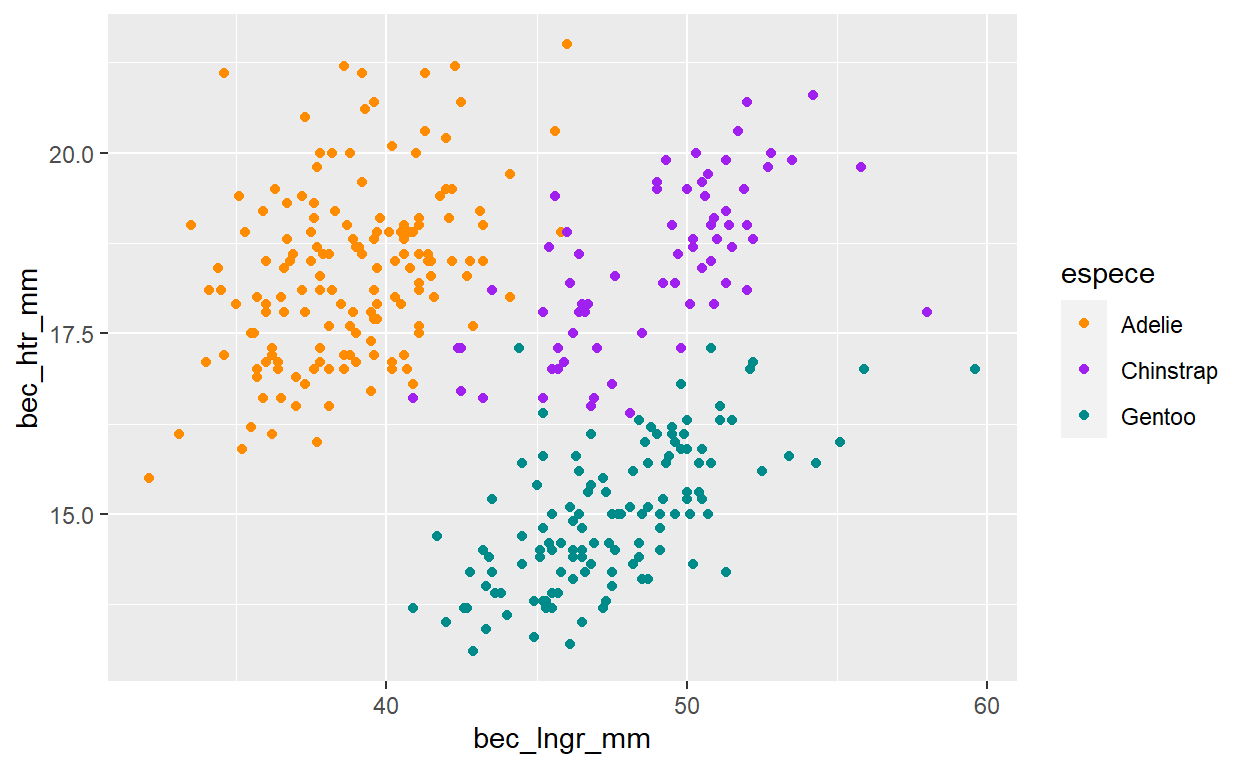 20.0
17.5
15.0
bec_htr_mm
40
50
60
bec_lngr_mm
espece
Adelie
Chinstrap
Gentoo